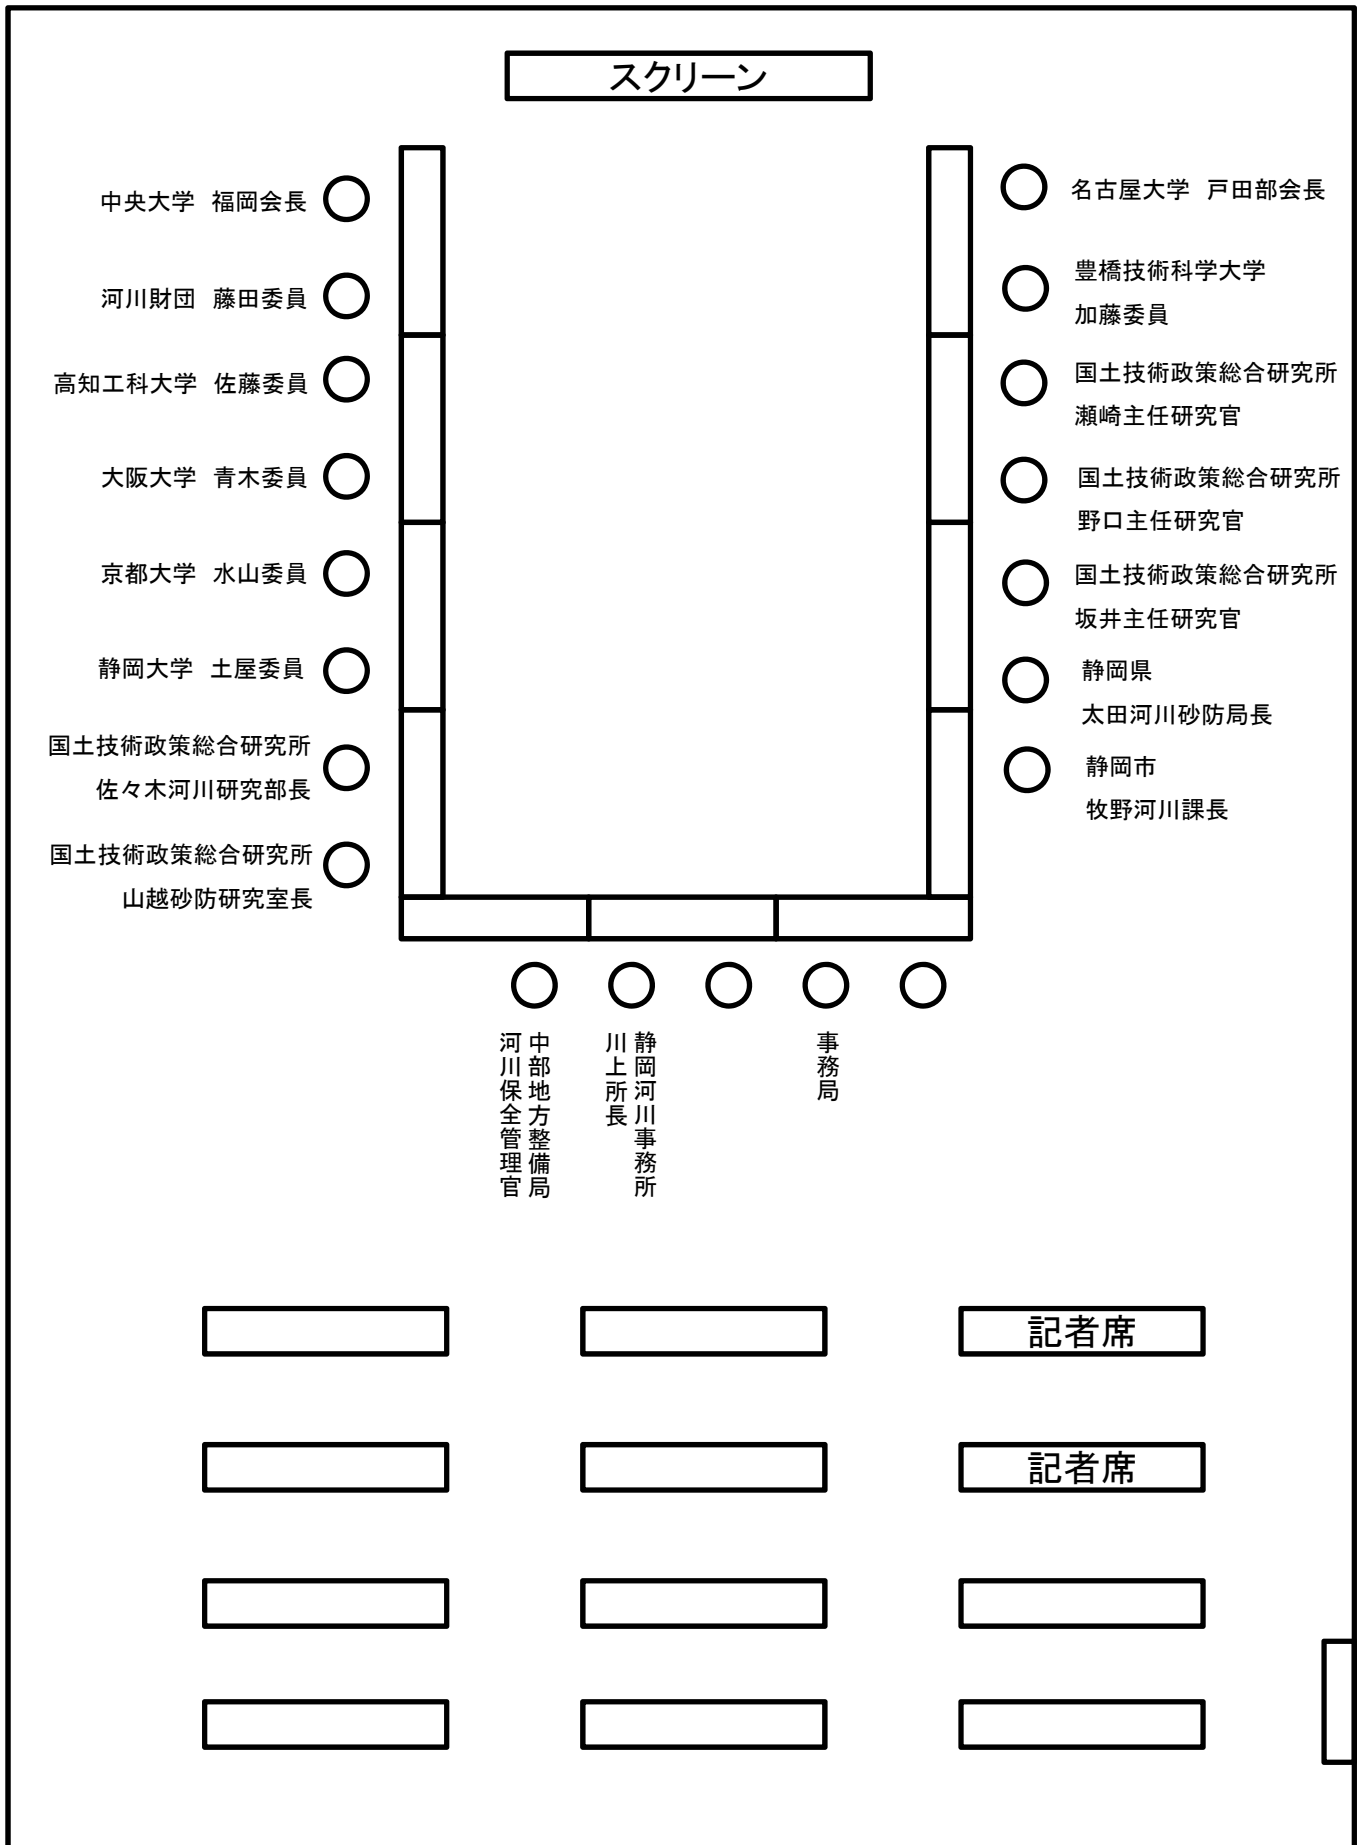 スクリーン
中央大学　福岡会長
河川財団　藤田委員
高知工科大学　佐藤委員
大阪大学　青木委員
京都大学　水山委員
静岡大学　土屋委員
国土技術政策総合研究所
佐々木河川研究部長
国土技術政策総合研究所
山越砂防研究室長
名古屋大学　戸田部会長
豊橋技術科学大学
加藤委員
国土技術政策総合研究所
瀬崎主任研究官
国土技術政策総合研究所
野口主任研究官
国土技術政策総合研究所
坂井主任研究官
静岡県
太田河川砂防局長
静岡市
牧野河川課長
中部地方整備局
河川保全管理官
静岡河川事務所
川上所長
事務局
記者席
記者席